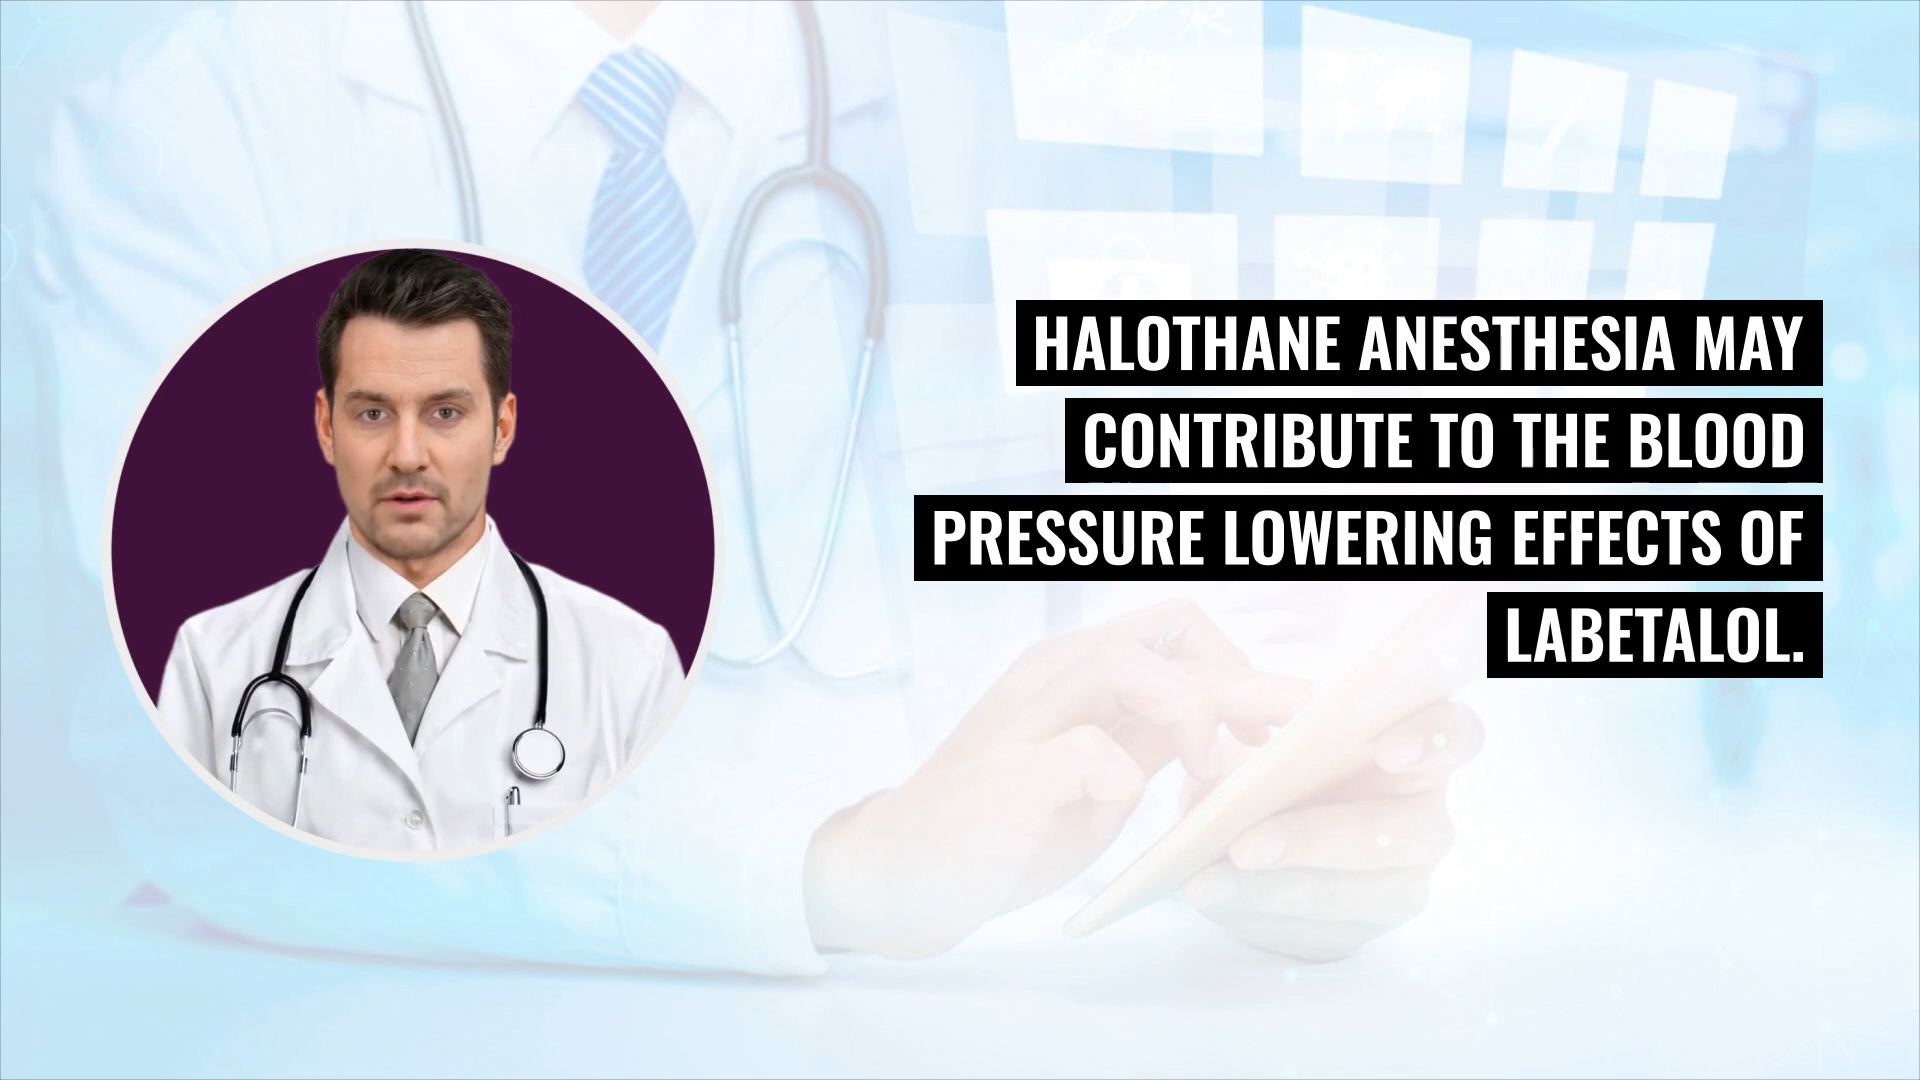 HALOTHANE ANESTHESIA MAY
CONTRIBUTE TO THE BLOOD
PRESSURE LOWERING EFFECTS OF
LABETALOL.